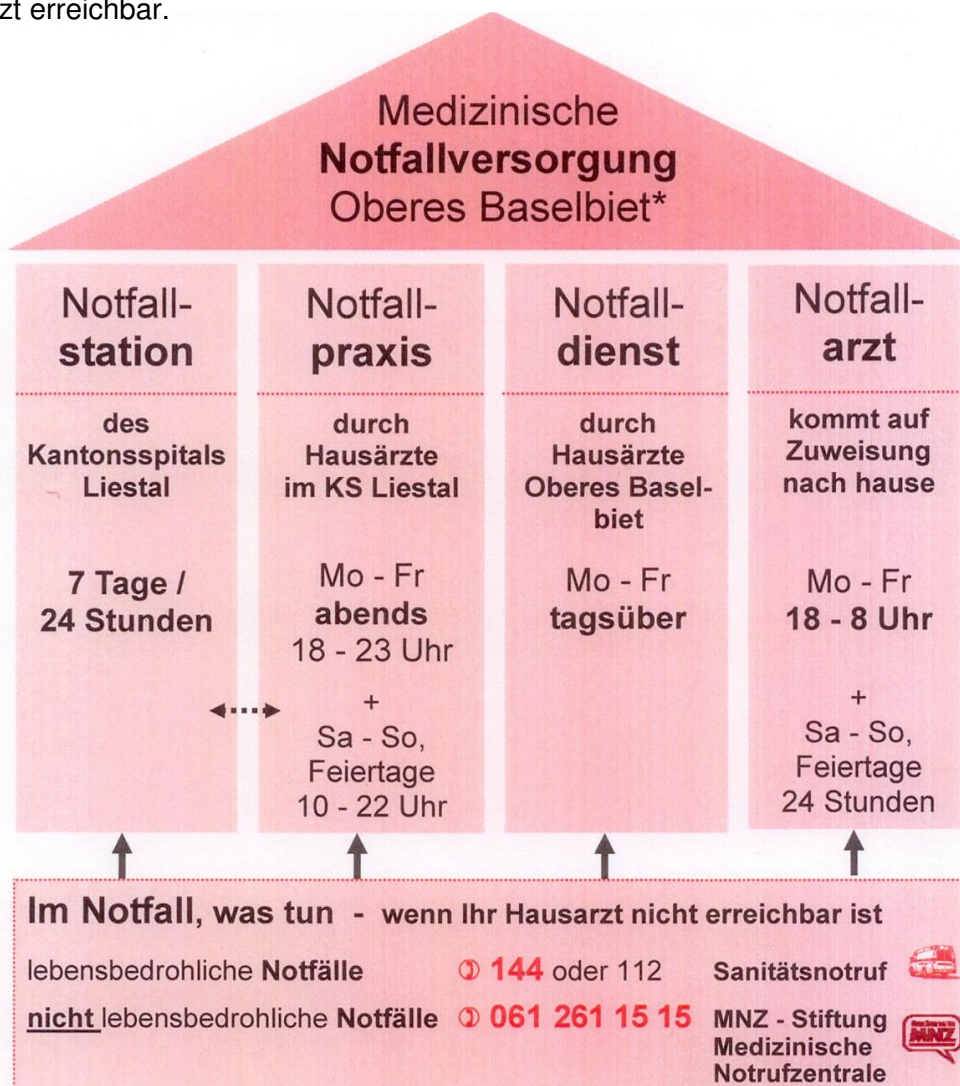 zt erreichbar.
Medizinische
Notfallversorgung
Oberes Baselbiet*
Notfall-
station
des
Kantonsspitals
Liestal
7 Tage /
24 Stunden
Notfall-
praxis
durch
Hausärzte
im KS Liestal
Mo - Fr
abends
18 - 23 Uhr
+
Sa - So,
Feiertage
10 - 22 Uhr
Notfall-
dienst
durch
Hausärzte
Oberes Basel-
biet
Mo - Fr
tagsüber
Notfall-
arzt
kommt auf
Zuweisung
nach hause
Mo - Fr
18 - 8 Uhr
+
Sa - So,
Feiertage
24 Stunden
Im Notfall, was tun - wenn Ihr Hausarzt nicht erreichbar ist
lebensbedrohliche Notfälle 144 oder 112 Sanitätsnotruf
nicht lebensbedrohliche Notfälle 061 261 15 15 MNZ - Stiftung
Medizinische
Notrufzentrale
MNZ